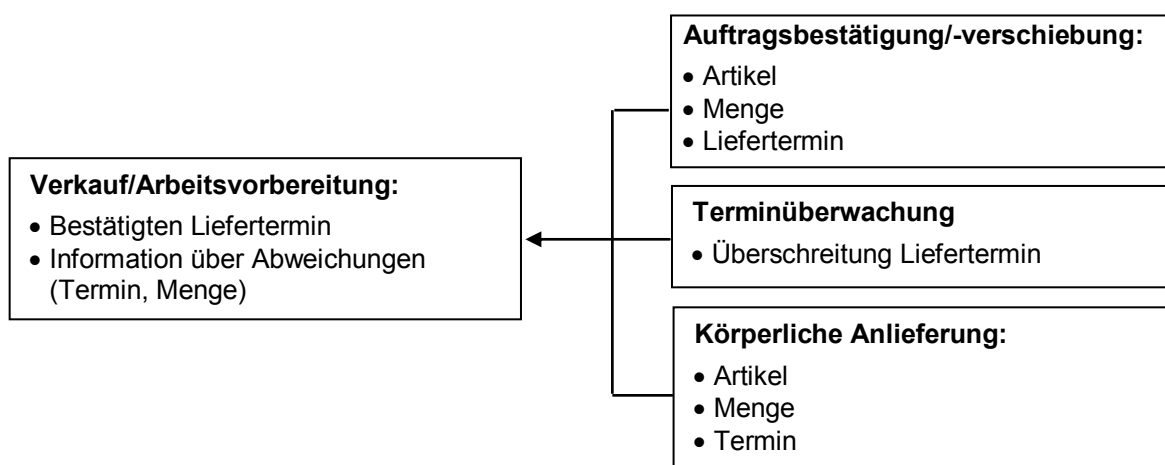 Auftragsbestätigung/-verschiebung:
• Artikel
• Menge
• Liefertermin
Verkauf/Arbeitsvorbereitung:
• Bestätigten Liefertermin
• Information über Abweichungen
(Termin, Menge)
Terminüberwachung
• Überschreitung Liefertermin
Körperliche Anlieferung:
• Artikel
• Menge
• Termin